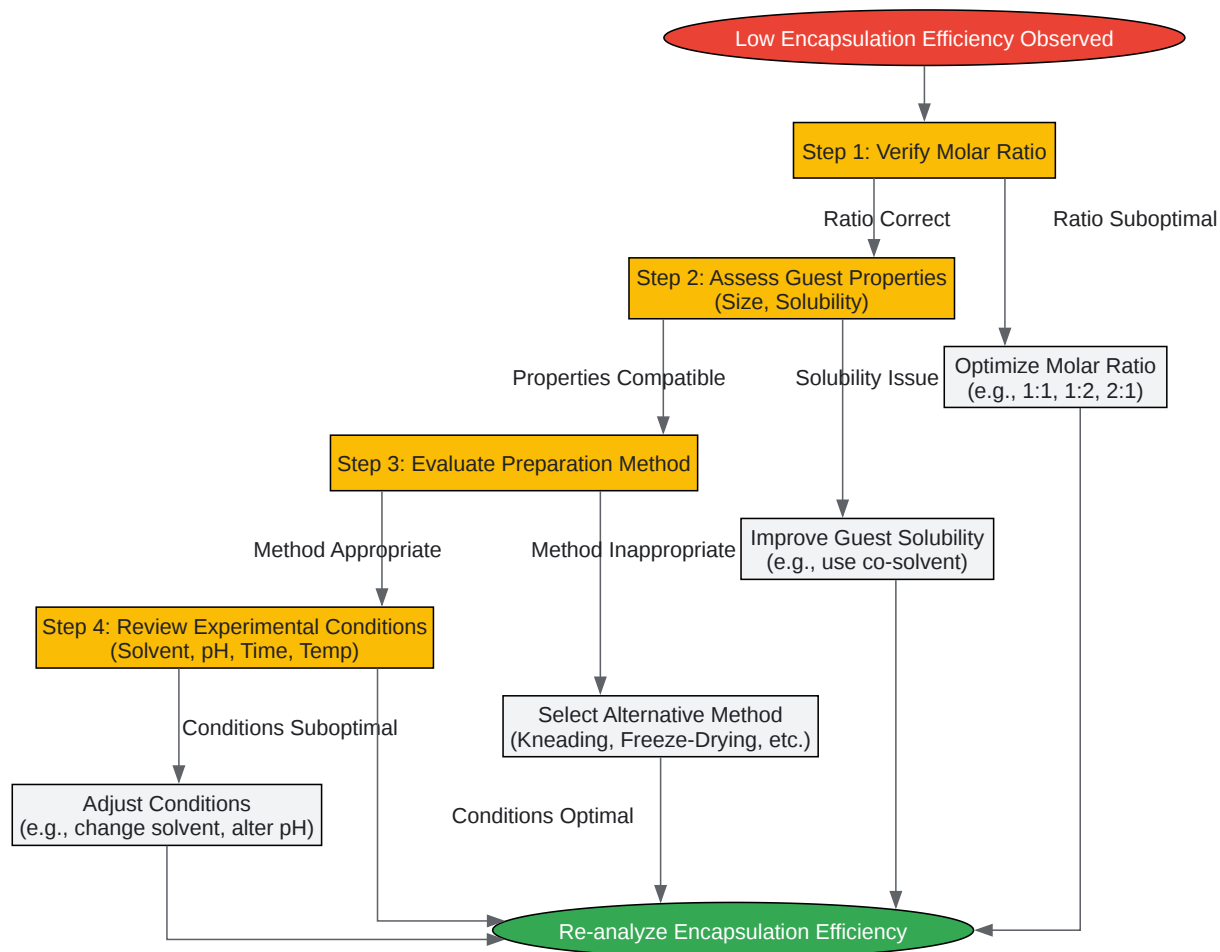 Low Encapsulation Efficiency Observed
Step 1: Verify Molar Ratio
Ratio Correct
Ratio Suboptimal
Step 2: Assess Guest Properties
(Size, Solubility)
Properties Compatible
Solubility Issue
Optimize Molar Ratio
(e.g., 1:1, 1:2, 2:1)
Step 3: Evaluate Preparation Method
Method Appropriate
Method Inappropriate
Improve Guest Solubility
(e.g., use co-solvent)
Step 4: Review Experimental Conditions
(Solvent, pH, Time, Temp)
Conditions Suboptimal
Select Alternative Method
(Kneading, Freeze-Drying, etc.)
Adjust Conditions
(e.g., change solvent, alter pH)
Conditions Optimal
Re-analyze Encapsulation Efficiency